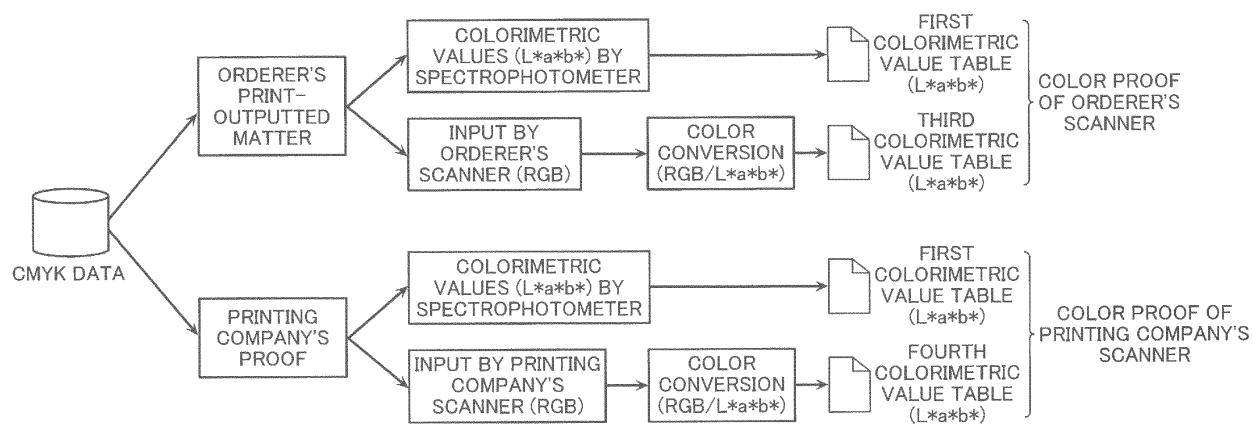 CMYK DATA
ORDERER'S
PRINT-
OUTPUTTED
MATTER
COLORIMETRIC
VALUES (L*a*b*) BY
SPECTROPHOTOMETER
FIRST
COLORIMETRIC
VALUE TABLE
(L*a*b*)
INPUT BY
ORDERER'S
SCANNER (RGB)
COLOR
CONVERSION
(RGB/L*a*b*)
THIRD
COLORIMETRIC
VALUE TABLE
(L*a*b*)
COLOR PROOF
OF ORDERER'S
SCANNER
PRINTING
COMPANY'S
PROOF
COLORIMETRIC
VALUES (L*a*b*) BY
SPECTROPHOTOMETER
FIRST
COLORIMETRIC
VALUE TABLE
(L*a*b*)
INPUT BY PRINTING
COMPANY'S
SCANNER (RGB)
COLOR
CONVERSION
(RGB/L*a*b*)
FOURTH
COLORIMETRIC
VALUE TABLE
(L*a*b*)
COLOR PROOF OF
PRINTING COMPANY'S
SCANNER